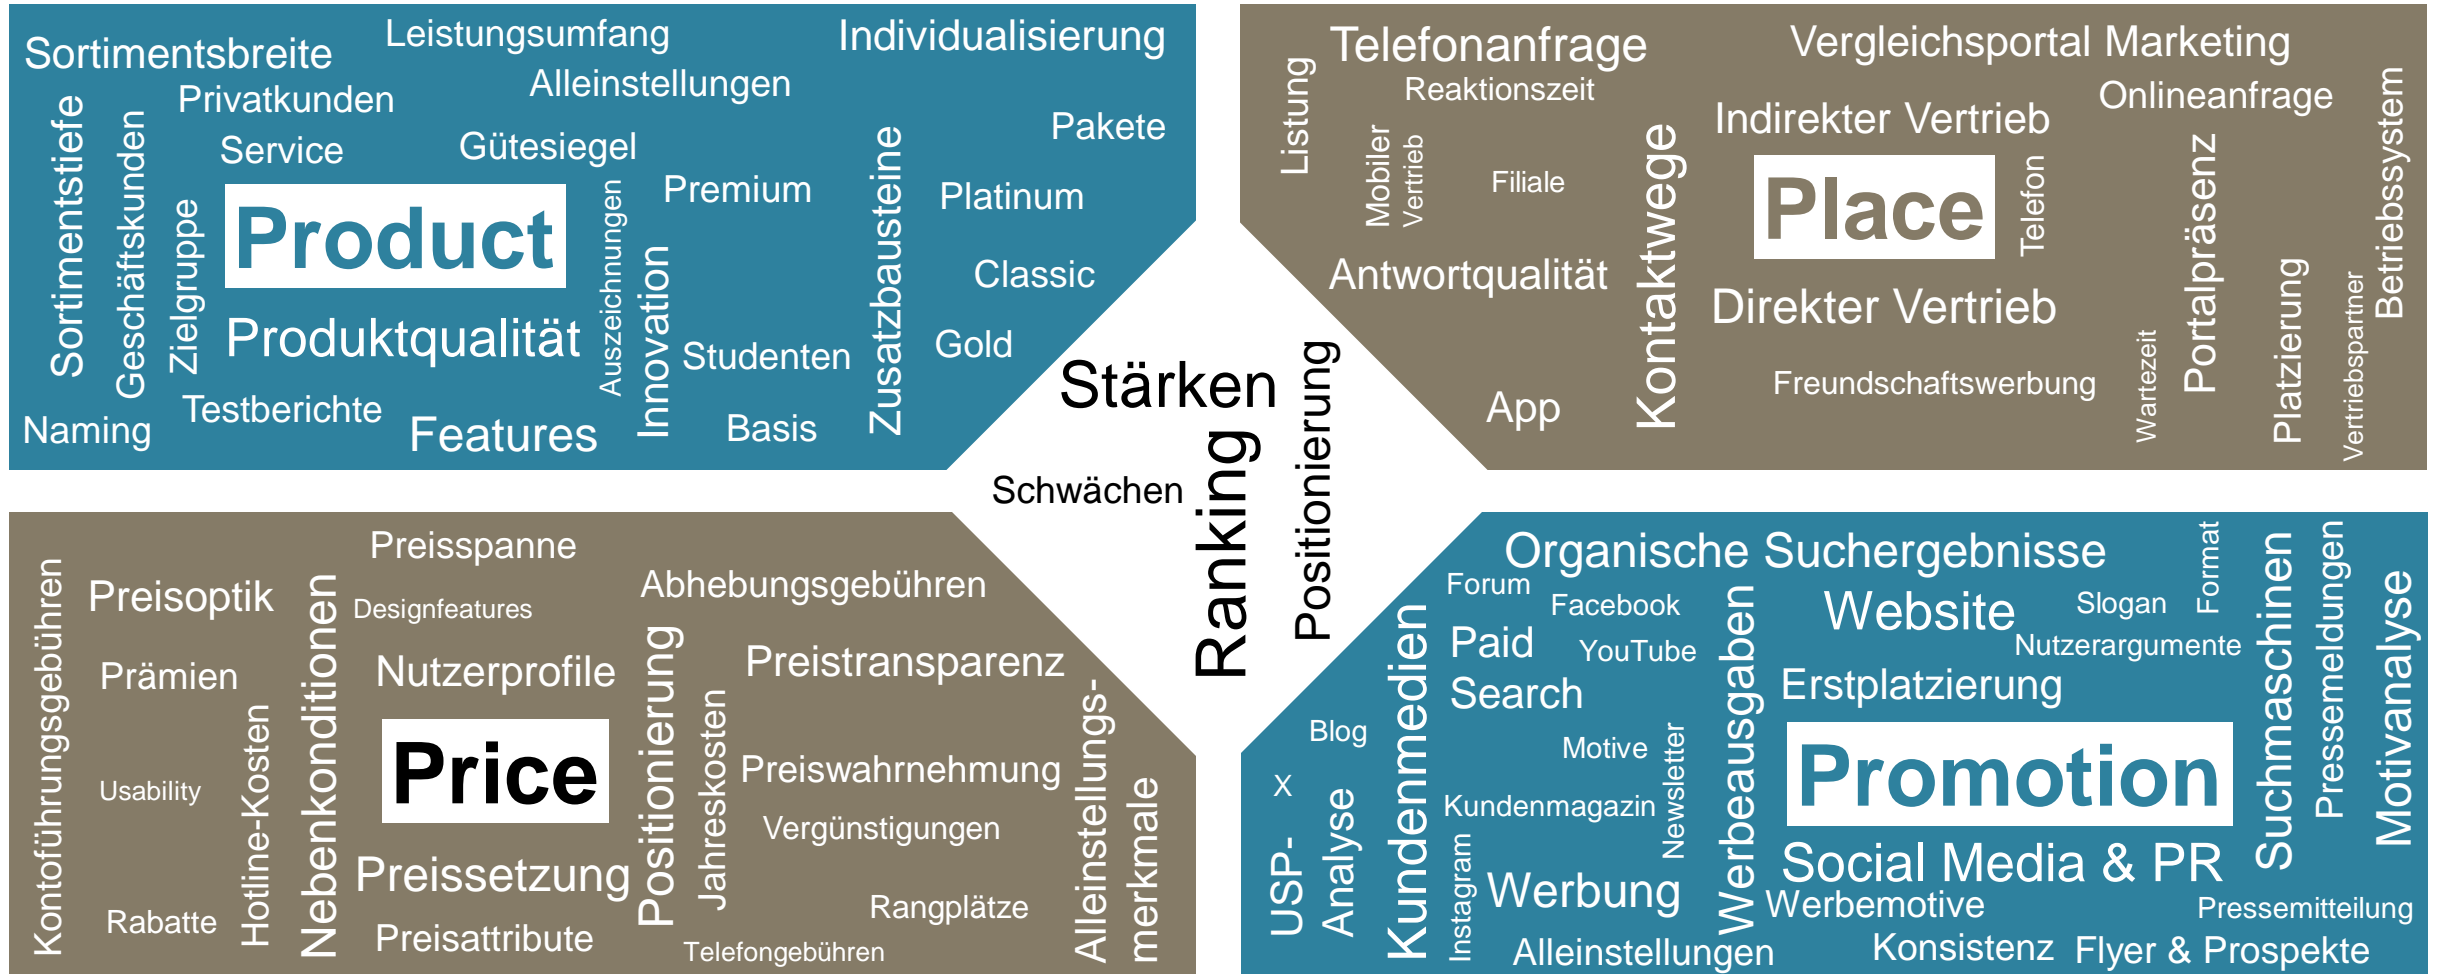 Sortimentsbreite
Leistungsumfang
Individualisierung
Alleinstellungen
Privatkunden
Sortimentstiefe
Geschäftskunden
Service
Gütesiegel
Pakete
Zusatzbausteine
Zielgruppe
Auszeichnungen
Premium
Platinum
Product
Innovation
Classic
Produktqualität
Studenten
Gold
Testberichte
Naming
Features
Basis
Telefonanfrage
Vergleichsportal Marketing
Listung
Reaktionszeit
Onlineanfrage
Betriebssystem
Indirekter Vertrieb
Mobiler
Vertrieb
Filiale
Kontaktwege
Place
Telefon
Portalpräsenz
Antwortqualität
Direkter Vertrieb
Platzierung
Vertriebspartner
Wartezeit
Freundschaftswerbung
App
Stärken
Positionierung
Schwächen
Ranking
Preisspanne
Kontoführungsgebühren
Preisoptik
Nebenkonditionen
Designfeatures
Abhebungsgebühren
Prämien
Nutzerprofile
Positionierung
Preistransparenz
Hotline-Kosten
Jahreskosten
Alleinstellungs-
merkmale
Usability
Price
Preiswahrnehmung
Vergünstigungen
Preissetzung
Rabatte
Preisattribute
Rangplätze
Telefongebühren
Organische Suchergebnisse
Format
Suchmaschinen
Pressemeldungen
Motivanalyse
Forum
Facebook
Website
Slogan
Kundenmedien
Paid
Search
YouTube
Werbeausgaben
Nutzerargumente
Erstplatzierung
Blog
Motive
Newsletter
Promotion
X
USP-
Analyse
Kundenmagazin
Instagram
Werbung
Social Media & PR
Werbemotive
Pressemitteilung
Alleinstellungen
Konsistenz
Flyer & Prospekte